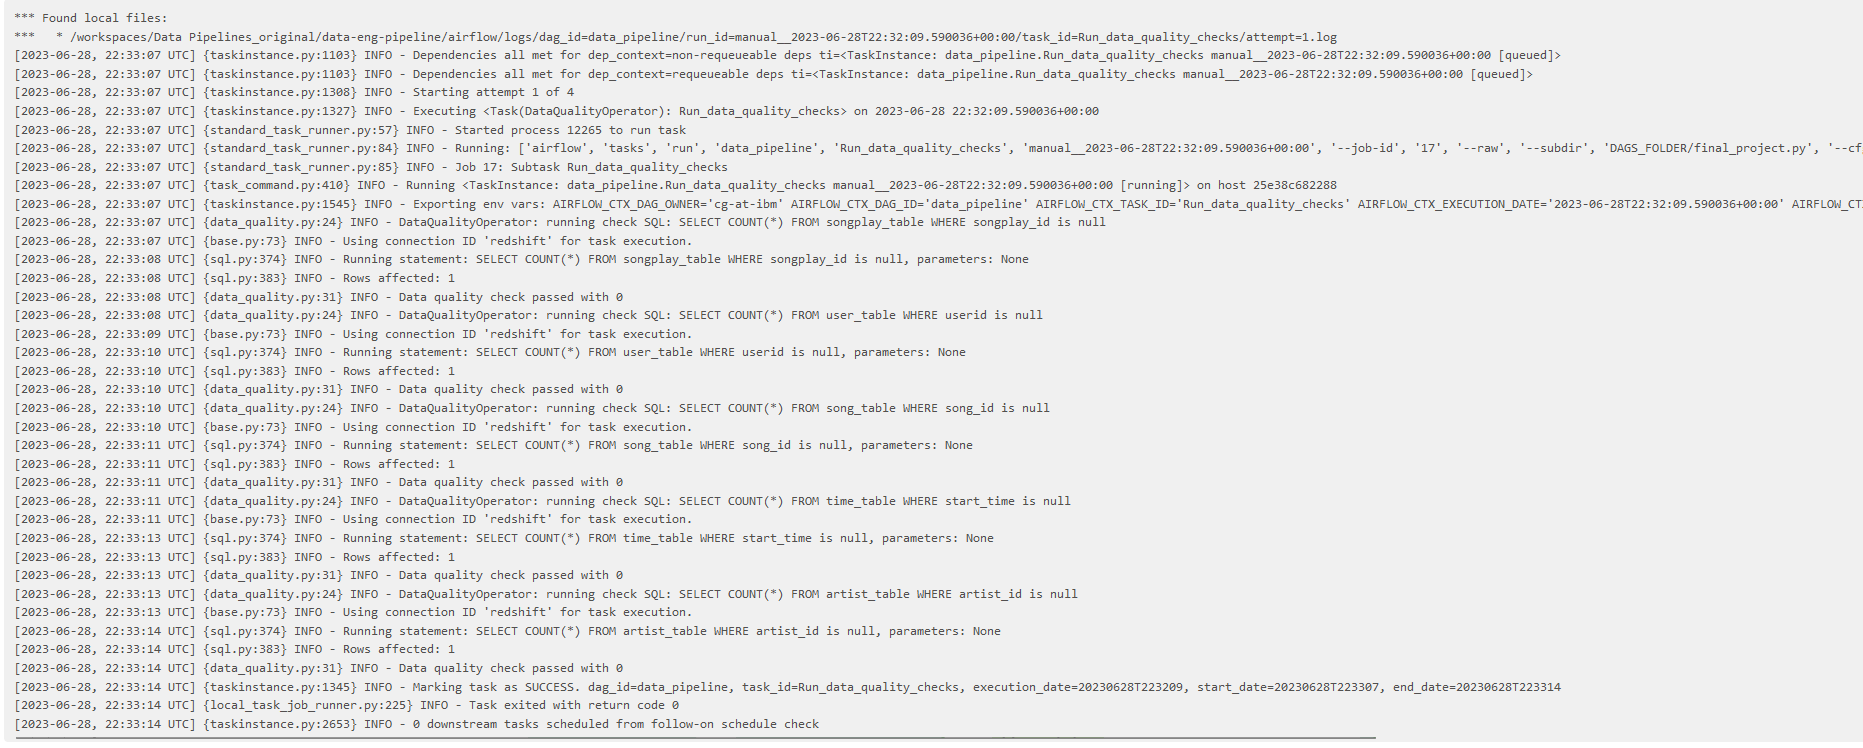 *** Found local files:
***   * /workspaces/Data Pipelines_original/data-eng-pipeline/airflow/logs/dag_id=data_pipeline/run_id=manual__2023-06-28T22:32:09.590036+00:00/task_id=Run_data_quality_checks/attempt=1.log
[2023-06-28, 22:33:07 UTC] {taskinstance.py:1103} INFO - Dependencies all met for dep_context=non-requeueable deps ti=<TaskInstance: data_pipeline.Run_data_quality_checks manual__2023-06-28T22:32:09.590036+00:00 [queued]>
[2023-06-28, 22:33:07 UTC] {taskinstance.py:1103} INFO - Dependencies all met for dep_context=requeueable deps ti=<TaskInstance: data_pipeline.Run_data_quality_checks manual__2023-06-28T22:32:09.590036+00:00 [queued]>
[2023-06-28, 22:33:07 UTC] {taskinstance.py:1308} INFO - Starting attempt 1 of 4
[2023-06-28, 22:33:07 UTC] {taskinstance.py:1327} INFO - Executing <Task(DataQualityOperator): Run_data_quality_checks> on 2023-06-28 22:32:09.590036+00:00
[2023-06-28, 22:33:07 UTC] {standard_task_runner.py:57} INFO - Started process 12265 to run task
[2023-06-28, 22:33:07 UTC] {standard_task_runner.py:84} INFO - Running: ['airflow', 'tasks', 'run', 'data_pipeline', 'Run_data_quality_checks', 'manual__2023-06-28T22:32:09.590036+00:00', '--job-id', '17', '--raw', '--subdir', 'DAGS_FOLDER/final_project.py', '--cf
[2023-06-28, 22:33:07 UTC] {standard_task_runner.py:85} INFO - Job 17: Subtask Run_data_quality_checks
[2023-06-28, 22:33:07 UTC] {task_command.py:410} INFO - Running <TaskInstance: data_pipeline.Run_data_quality_checks manual__2023-06-28T22:32:09.590036+00:00 [running]> on host 25e38c682288
[2023-06-28, 22:33:07 UTC] {taskinstance.py:1545} INFO - Exporting env vars: AIRFLOW_CTX_DAG_OWNER='cg-at-ibm' AIRFLOW_CTX_DAG_ID='data_pipeline' AIRFLOW_CTX_TASK_ID='Run_data_quality_checks' AIRFLOW_CTX_EXECUTION_DATE='2023-06-28T22:32:09.590036+00:00' AIRFLOW_CT
[2023-06-28, 22:33:07 UTC] {data_quality.py:24} INFO - DataQualityOperator: running check SQL: SELECT COUNT(*) FROM songplay_table WHERE songplay_id is null
[2023-06-28, 22:33:07 UTC] {base.py:73} INFO - Using connection ID 'redshift' for task execution.
[2023-06-28, 22:33:08 UTC] {sql.py:374} INFO - Running statement: SELECT COUNT(*) FROM songplay_table WHERE songplay_id is null, parameters: None
[2023-06-28, 22:33:08 UTC] {sql.py:383} INFO - Rows affected: 1
[2023-06-28, 22:33:08 UTC] {data_quality.py:31} INFO - Data quality check passed with 0
[2023-06-28, 22:33:08 UTC] {data_quality.py:24} INFO - DataQualityOperator: running check SQL: SELECT COUNT(*) FROM user_table WHERE userid is null
[2023-06-28, 22:33:09 UTC] {base.py:73} INFO - Using connection ID 'redshift' for task execution.
[2023-06-28, 22:33:10 UTC] {sql.py:374} INFO - Running statement: SELECT COUNT(*) FROM user_table WHERE userid is null, parameters: None
[2023-06-28, 22:33:10 UTC] {sql.py:383} INFO - Rows affected: 1
[2023-06-28, 22:33:10 UTC] {data_quality.py:31} INFO - Data quality check passed with 0
[2023-06-28, 22:33:10 UTC] {data_quality.py:24} INFO - DataQualityOperator: running check SQL: SELECT COUNT(*) FROM song_table WHERE song_id is null
[2023-06-28, 22:33:10 UTC] {base.py:73} INFO - Using connection ID 'redshift' for task execution.
[2023-06-28, 22:33:11 UTC] {sql.py:374} INFO - Running statement: SELECT COUNT(*) FROM song_table WHERE song_id is null, parameters: None
[2023-06-28, 22:33:11 UTC] {sql.py:383} INFO - Rows affected: 1
[2023-06-28, 22:33:11 UTC] {data_quality.py:31} INFO - Data quality check passed with 0
[2023-06-28, 22:33:11 UTC] {data_quality.py:24} INFO - DataQualityOperator: running check SQL: SELECT COUNT(*) FROM time_table WHERE start_time is null
[2023-06-28, 22:33:11 UTC] {base.py:73} INFO - Using connection ID 'redshift' for task execution.
[2023-06-28, 22:33:13 UTC] {sql.py:374} INFO - Running statement: SELECT COUNT(*) FROM time_table WHERE start_time is null, parameters: None
[2023-06-28, 22:33:13 UTC] {sql.py:383} INFO - Rows affected: 1
[2023-06-28, 22:33:13 UTC] {data_quality.py:31} INFO - Data quality check passed with 0
[2023-06-28, 22:33:13 UTC] {data_quality.py:24} INFO - DataQualityOperator: running check SQL: SELECT COUNT(*) FROM artist_table WHERE artist_id is null
[2023-06-28, 22:33:13 UTC] {base.py:73} INFO - Using connection ID 'redshift' for task execution.
[2023-06-28, 22:33:14 UTC] {sql.py:374} INFO - Running statement: SELECT COUNT(*) FROM artist_table WHERE artist_id is null, parameters: None
[2023-06-28, 22:33:14 UTC] {sql.py:383} INFO - Rows affected: 1
[2023-06-28, 22:33:14 UTC] {data_quality.py:31} INFO - Data quality check passed with 0
[2023-06-28, 22:33:14 UTC] {taskinstance.py:1345} INFO - Marking task as SUCCESS. dag_id=data_pipeline, task_id=Run_data_quality_checks, execution_date=20230628T223209, start_date=20230628T223307, end_date=20230628T223314
[2023-06-28, 22:33:14 UTC] {local_task_job_runner.py:225} INFO - Task exited with return code 0
[2023-06-28, 22:33:14 UTC] {taskinstance.py:2653} INFO - 0 downstream tasks scheduled from follow-on schedule check